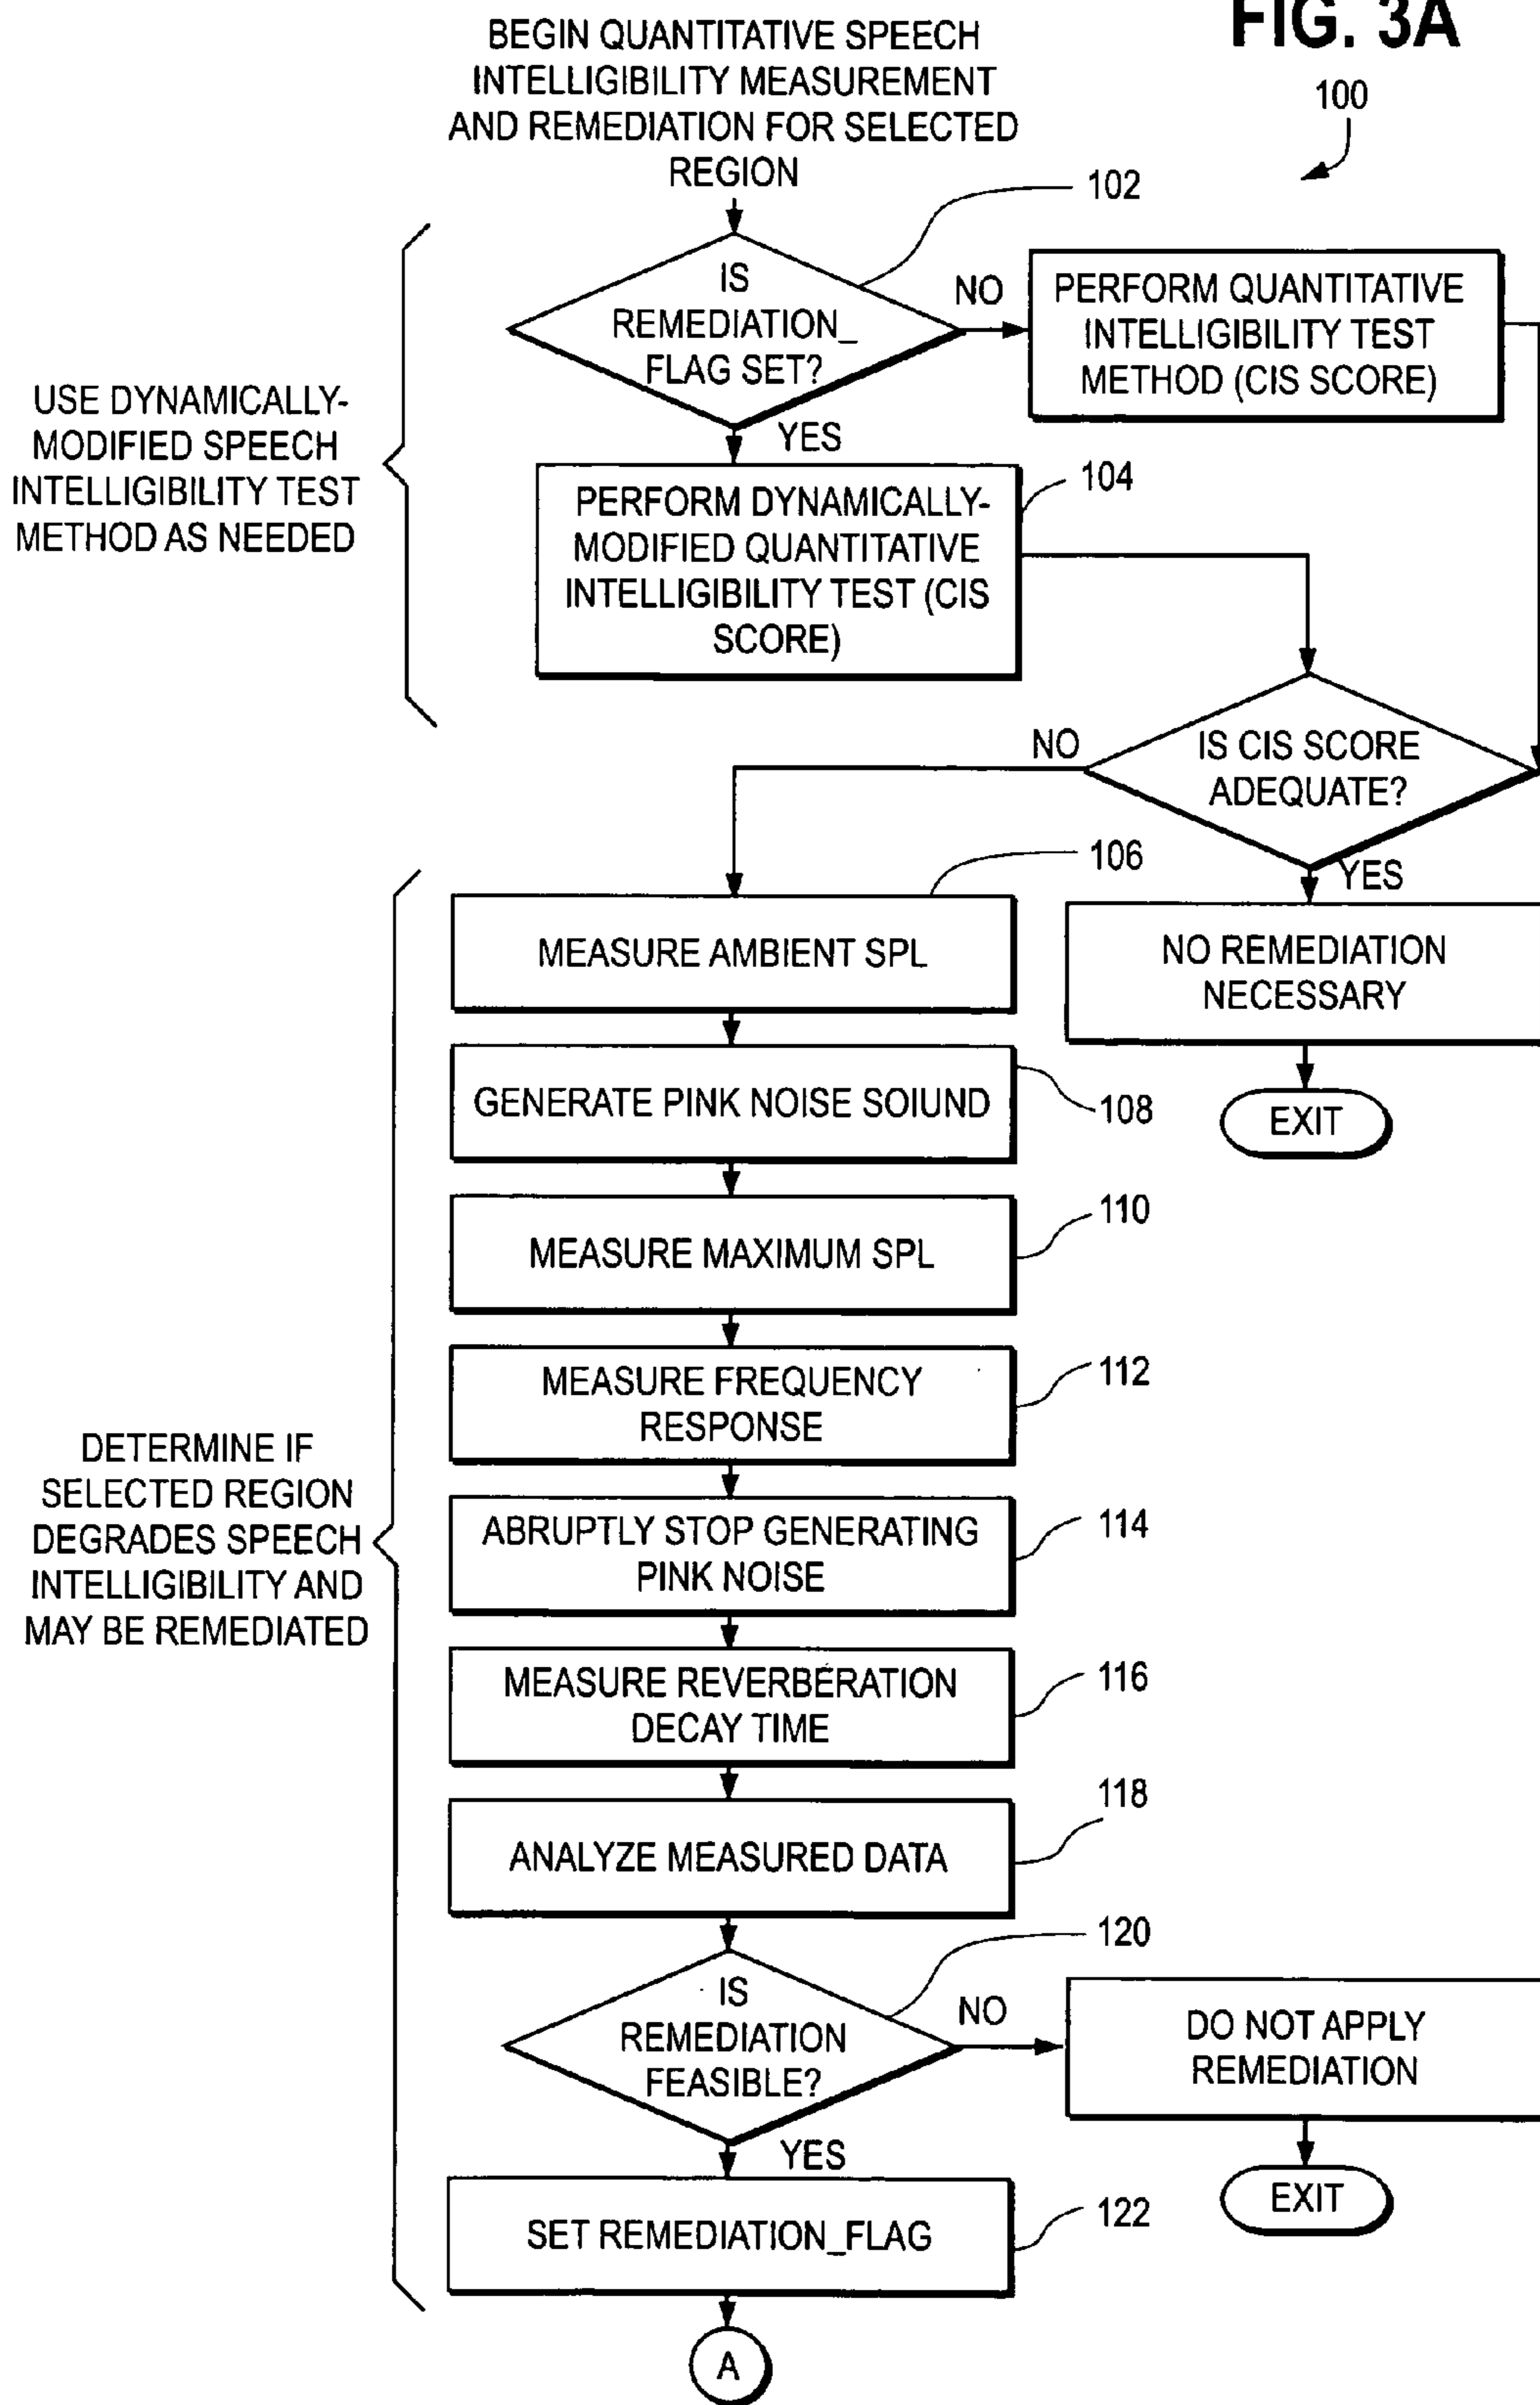 FIG. 3A
BEGIN QUANTITATIVE SPEECH
INTELLIGIBILITY MEASUREMENT
AND REMEDIATION FOR SELECTED
REGION
100
102
IS
REMEDIATION_
FLAG SET?
NO
PERFORM QUANTITATIVE
INTELLIGIBILITY TEST
METHOD (CIS SCORE)
YES
USE DYNAMICALLY-
MODIFIED SPEECH
INTELLIGIBILITY TEST
METHOD AS NEEDED
104
PERFORM DYNAMICALLY-
MODIFIED QUANTITATIVE
INTELLIGIBILITY TEST (CIS
SCORE)
IS CIS SCORE
ADEQUATE?
NO
YES
106
MEASURE AMBIENT SPL
NO REMEDIATION
NECESSARY
EXIT
GENERATE PINK NOISE SOIUND
108
MEASURE MAXIMUM SPL
110
MEASURE FREQUENCY
RESPONSE
112
DETERMINE IF
SELECTED REGION
DEGRADES SPEECH
INTELLIGIBILITY AND
MAY BE REMEDIATED
ABRUPTLY STOP GENERATING
PINK NOISE
114
MEASURE REVERBERATION
DECAY TIME
116
ANALYZE MEASURED DATA
118
120
IS
REMEDIATION
FEASIBLE?
NO
DO NOT APPLY
REMEDIATION
EXIT
YES
SET REMEDIATION_FLAG
122
A